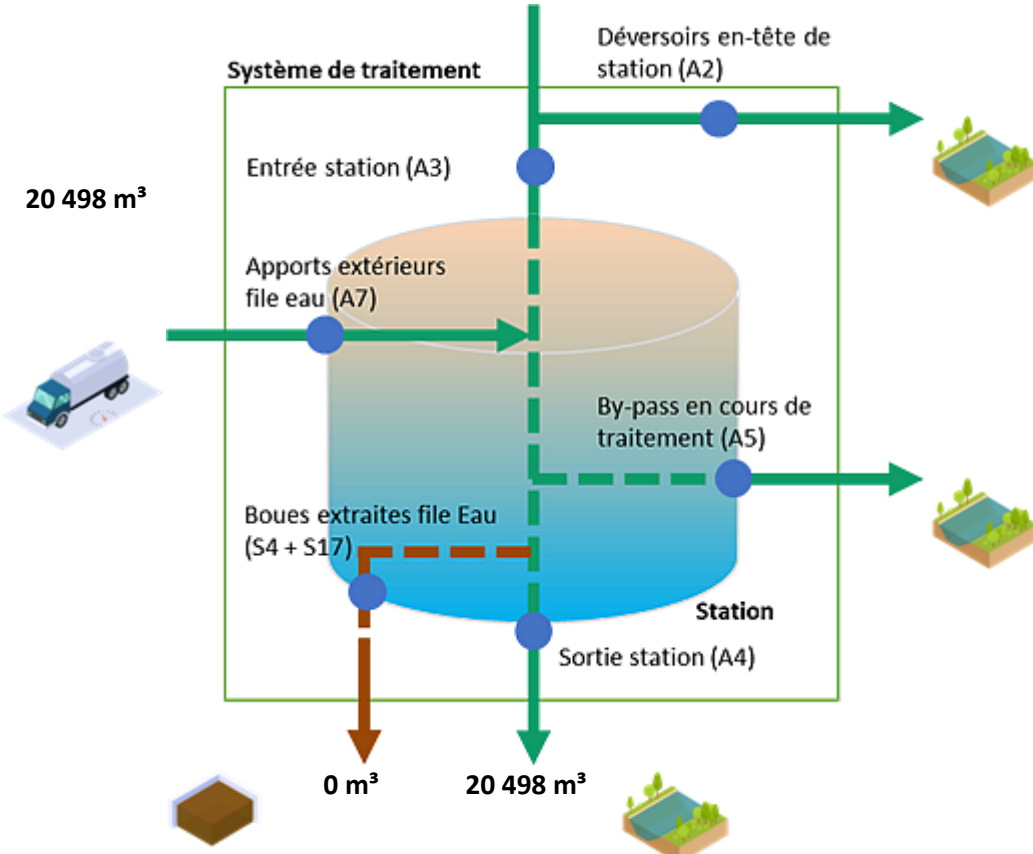 Déversoirs en-tête de
station (A2)
Système de traitement
Entrée station (A3)
20 498 m³
Apports extérieurs
file eau (A7)
By-pass en cours de
traitement (A5)
Boues extraites file Eau
(S4 + S17)
Station
Sortie station (A4)
0 m³
20 498 m³